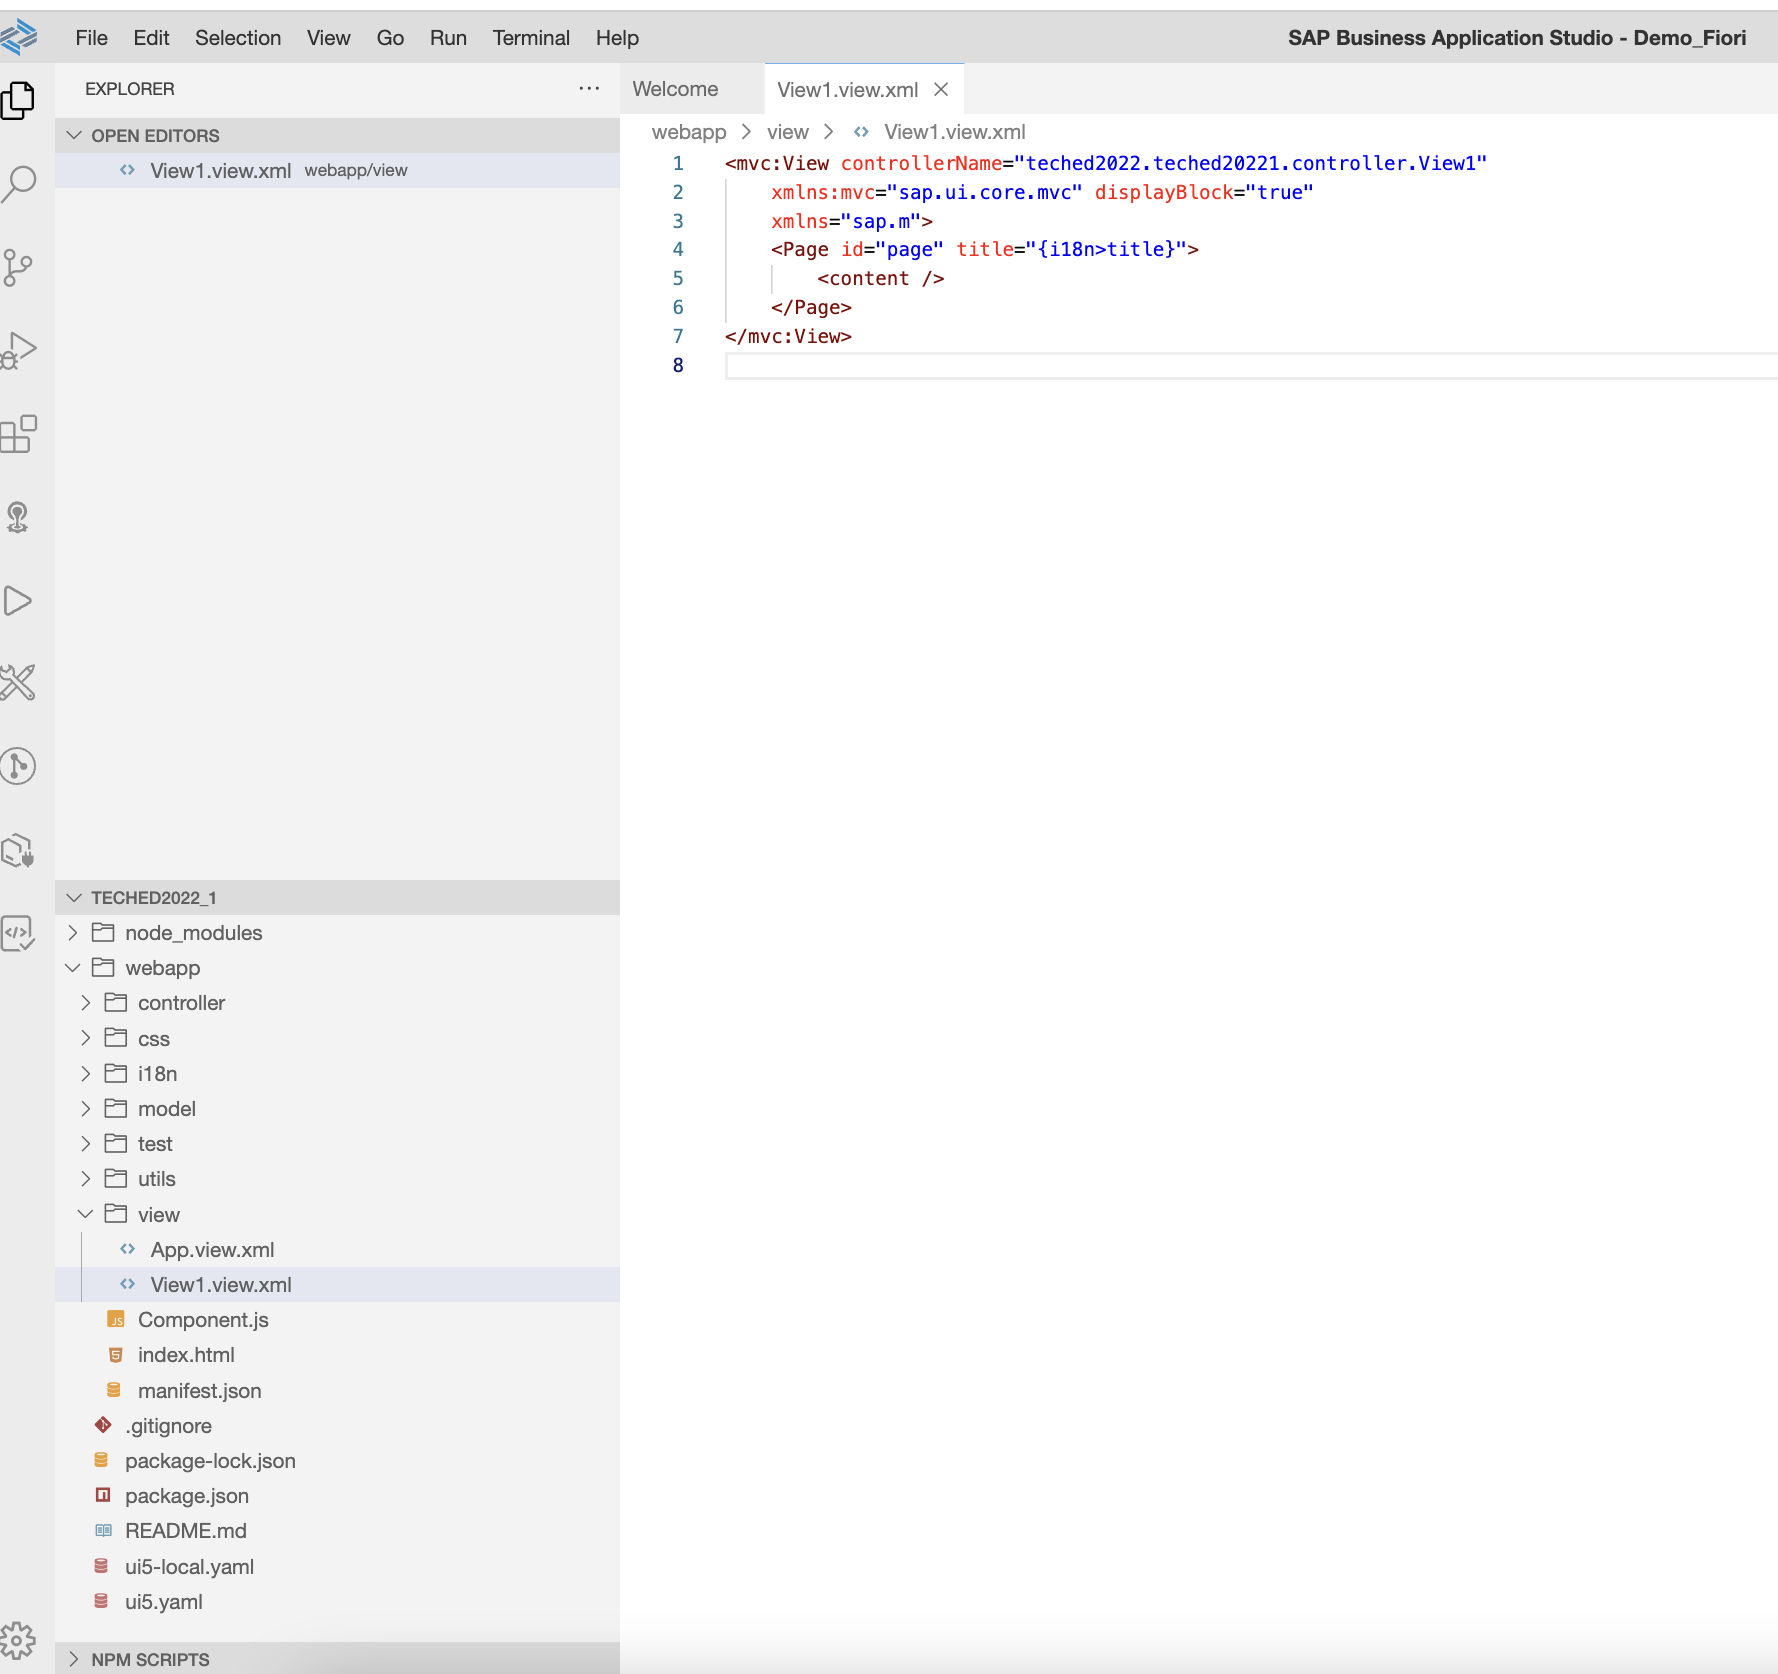 File Edit Selection View Go Run Terminal Help SAP Business Application Studio - Demo_Fiori
EXPLORER
OPEN EDITORS
View1.view.xml webapp/view
TECHED2022_1
node_modules
webapp
controller
css
i18n
model
test
utils
view
App.view.xml
View1.view.xml
Component.js
index.html
manifest.json
.gitignore
package-lock.json
package.json
README.md
ui5-local.yaml
ui5.yaml
NPM SCRIPTS
Welcome View1.view.xml
webapp > view > View1.view.xml
1 <mvc:View controllerName="teched2022.teched20221.controller.View1"
2 xmlns:mvc="sap.ui.core.mvc" displayBlock="true"
3 xmlns="sap.m">
4 <Page id="page" title="{i18n>title}">
5 <content />
6 </Page>
7 </mvc:View>
8